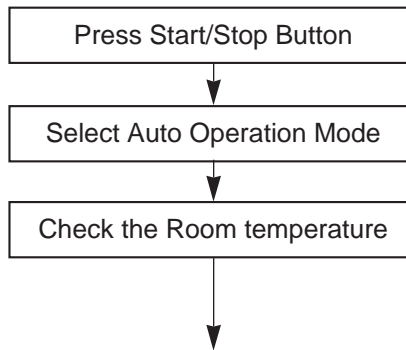 Press Start/Stop Button
Select Auto Operation Mode
Check the Room temperature